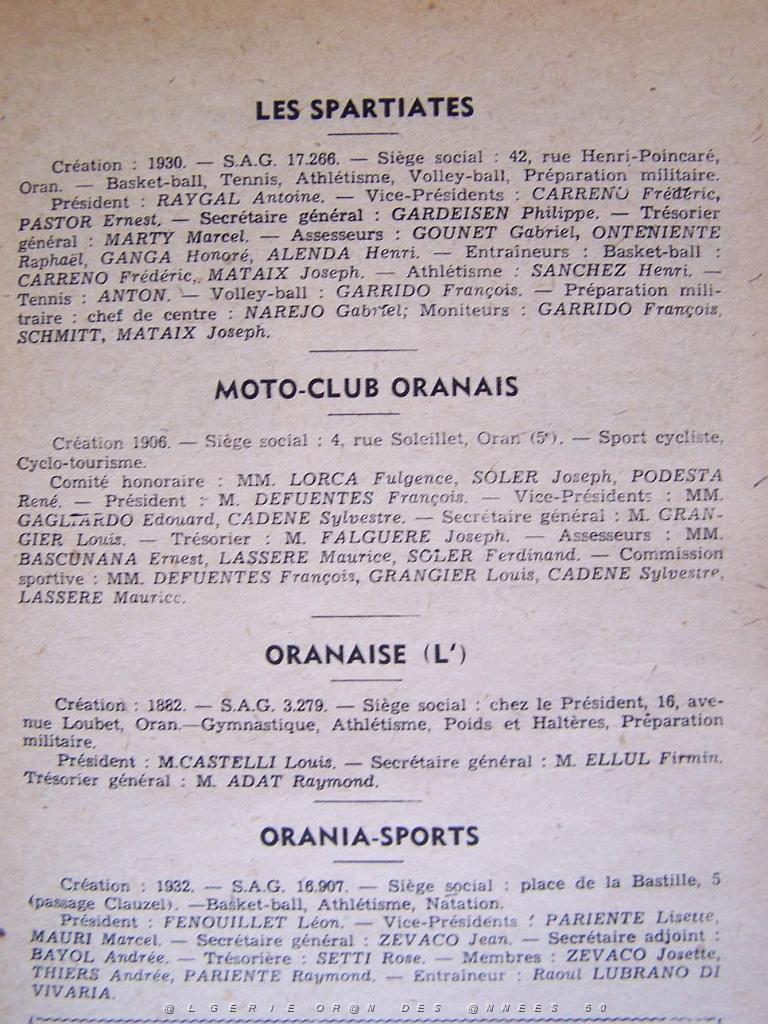 LES SPARTIATES
Création : 1930. — S.A.G. 17.266. — Siège social : 42, rue Henri-Poincaré,
Oran. — Basket-ball, Tennis, Athlétisme, Volley-ball, Préparation militaire.
Président : RAYGAL Antoine. — Vice-Présidents : CARRENO Frédéric,
PASTOR Ernest. — Secrétaire général : GARDEISEN Philippe. — Trésorier
général : MARTY Marcel. — Assesseurs : GOUNET Gabriel, ONTENIENTE
Raphaël, GANGA Honoré, ALENDA Henri. — Entraîneurs : Basket-ball :
CARRENO Frédéric, MATAIX Joseph. — Athlétisme : SANCHEZ Henri. —
Tennis : ANTON. — Volley-ball : GARRIDO François. — Préparation mili-
traire : chef de centre : NAREJO Gabriel; Moniteurs : GARRIDO François,
SCHMITT, MATAIX Joseph.
MOTO-CLUB ORANAIS
Création 1906. — Siège social : 4, rue Soleillet, Oran (5e). — Sport cycliste,
Cyclo-tourisme.
Comité honoraire : MM. LORCA Fulgence, SOLER Joseph, PODESTA
René. — Président : M. DEFUENTES François. — Vice-Présidents : MM.
GAGLIARDO Edouard, CADENE Sylvestre. — Secrétaire général : M. GRAN-
GIER Louis. — Trésorier : M. FALGUERE Joseph. — Assesseurs : MM.
BASCUNANA Ernest, LASSERE Maurice, SOLER Ferdinand. — Commission
sportive : MM. DEFUENTES François, GRANGIER Louis, CADENE Sylvestre,
LASSERE Maurice.
ORANAISE (L')
Création : 1882. — S.A.G. 3.279. — Siège social : chez le Président, 16, ave-
nue Loubet, Oran.—Gymnastique, Athlétisme, Poids et Haltères, Préparation
militaire.
Président : M.CASTELLI Louis. — Secrétaire général : M. ELLUL Firmin.
Trésorier général : M. ADAT Raymond.
ORANIA-SPORTS
Création : 1932. — S.A.G. 16.907. — Siège social : place de la Bastille, 5
(passage Clauzel). —Basket-ball, Athlétisme, Natation.
Président : FENOUILLET Léon. — Vice-Présidents : PARIENTE Lisette,
MAURI Marcel. — Secrétaire général : ZEVACO Jean. — Secrétaire adjoint :
BAYOL Andrée. — Trésorière : SETTI Rose. — Membres : ZEVACO Josette,
THIERS Andrée, PARIENTE Raymond. — Entraîneur : Raoul LUBRANO DI
VIVARIA.
@LGERIE OR@N DES @NNEES 50